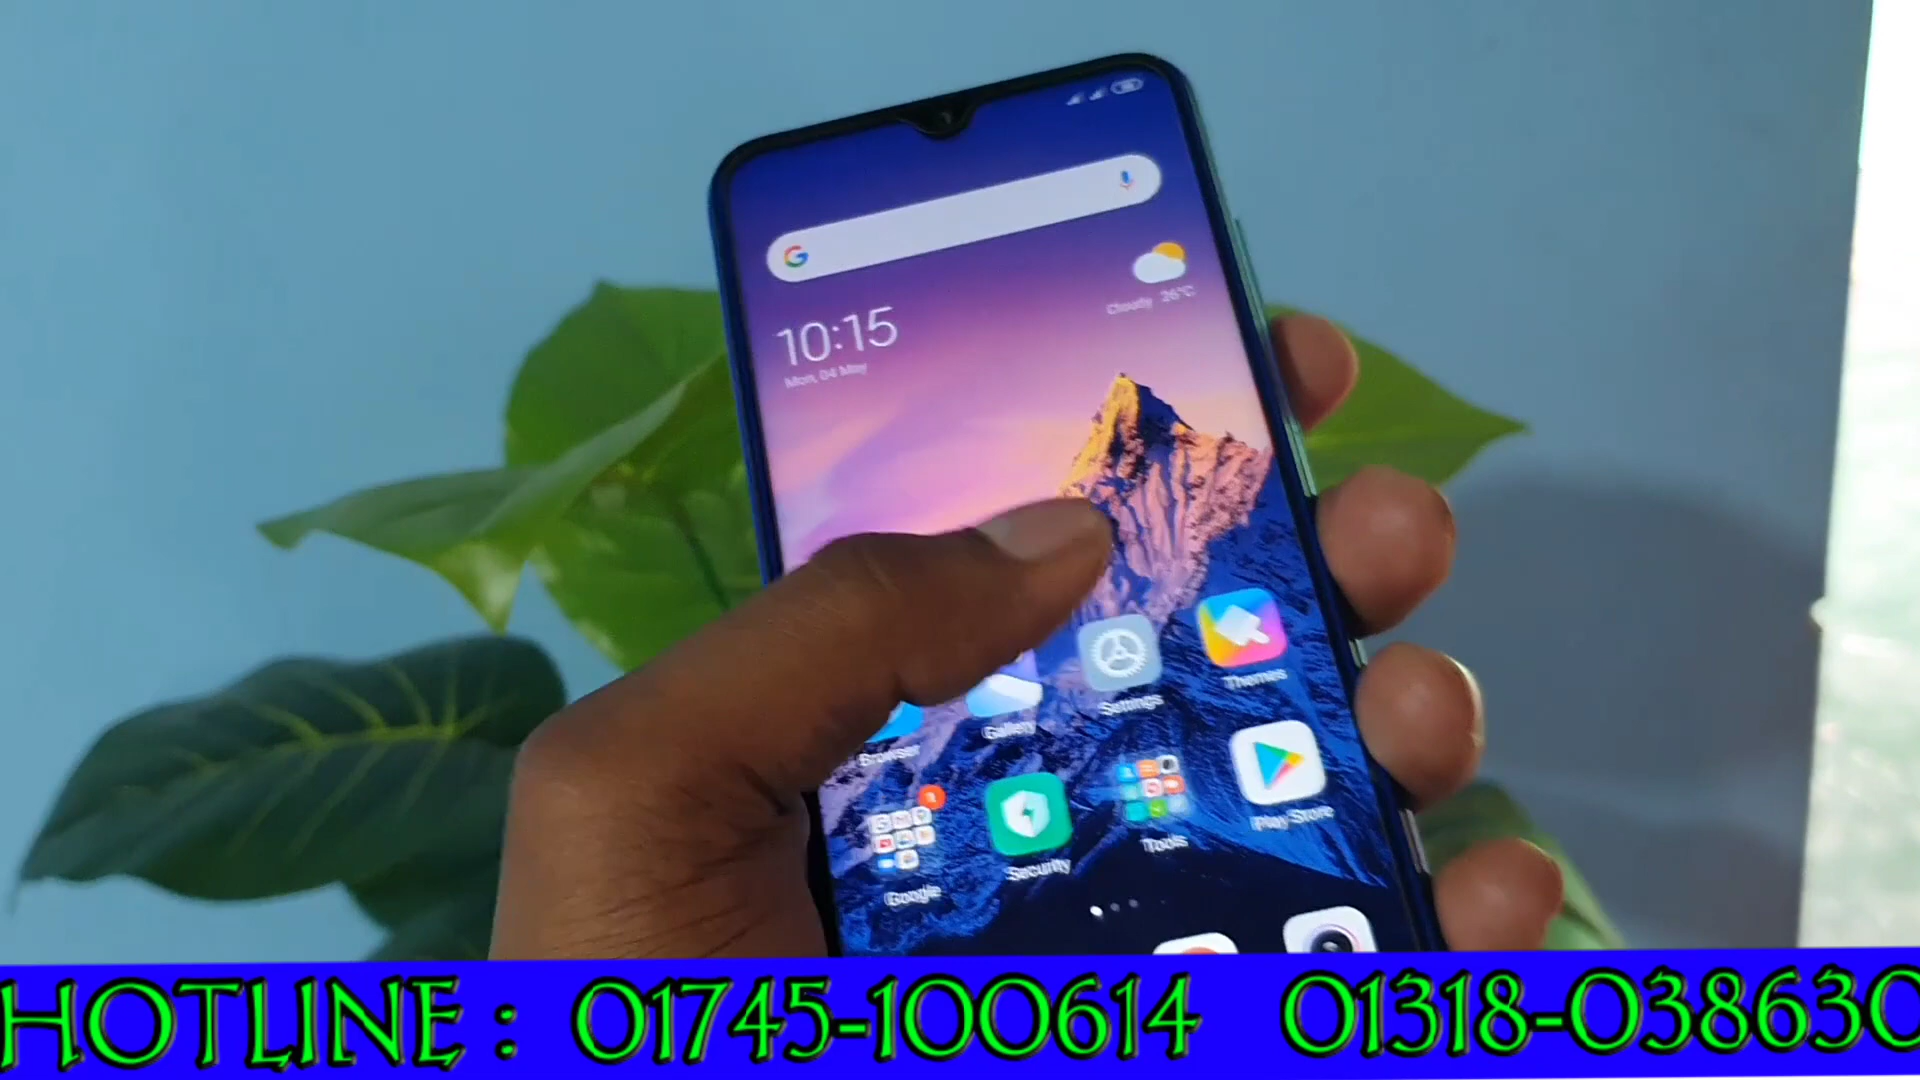 Cloudy 26°C
10:15
Mon, 04 May
Browser Gallery Settings Themes
Google Security Tools Play Store
HOTLINE : 01745-100614 01318-038630